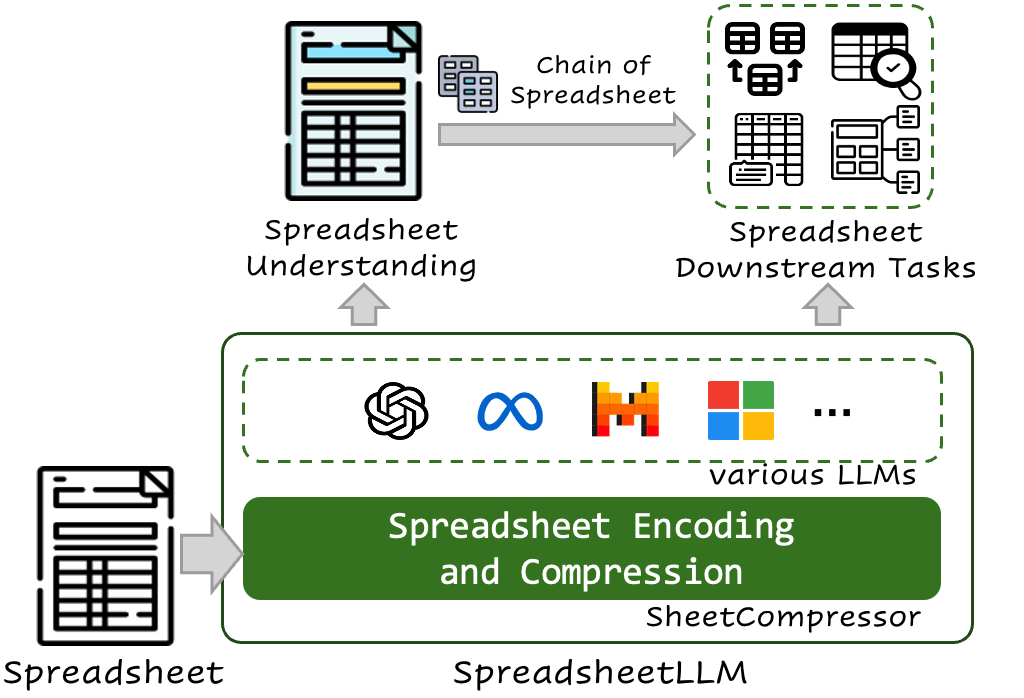 Chain of
Spreadsheet
Spreadsheet
Understanding
Spreadsheet
Downstream Tasks
...
various LLMs
Spreadsheet Encoding
and Compression
SheetCompressor
Spreadsheet
SpreadsheetLLM